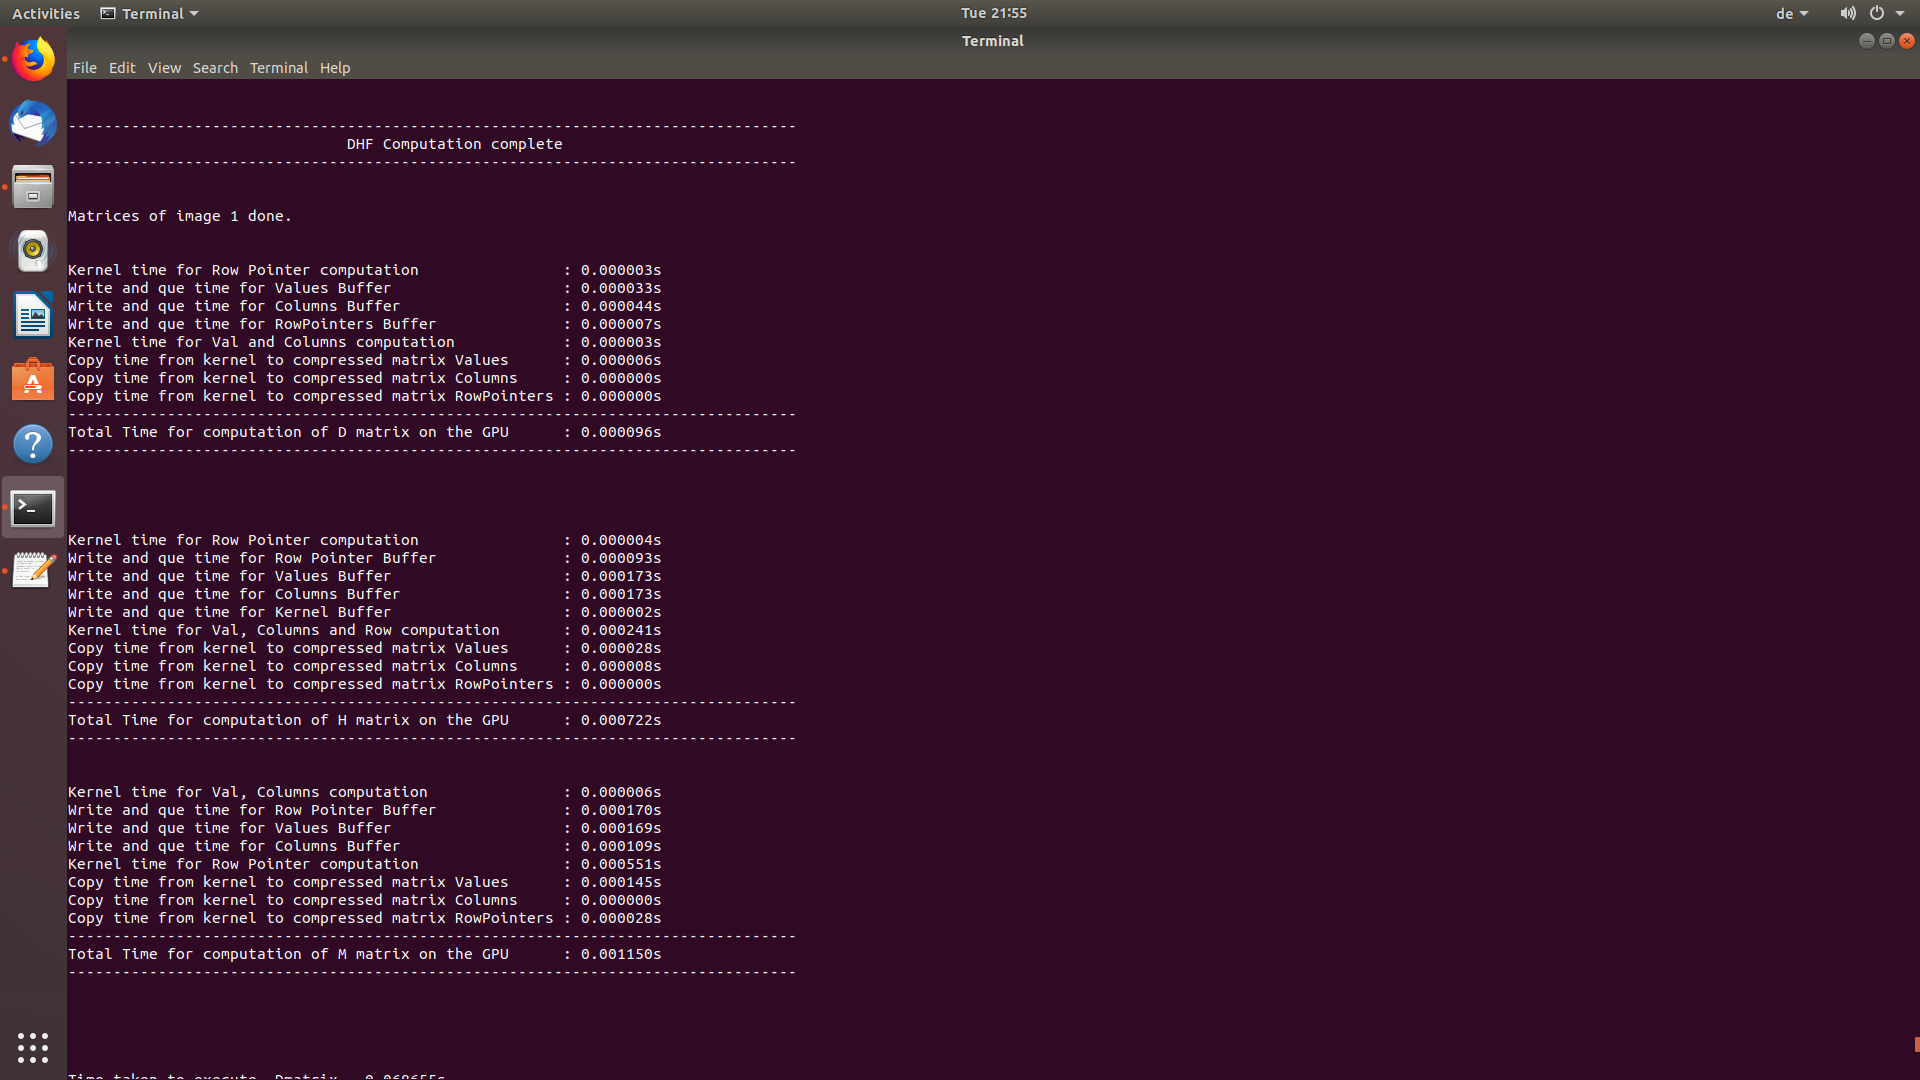 Activities Terminal Tue 21:55 de
Terminal
File Edit View Search Terminal Help
--------------------------------------------------------------------------------
DHF Computation complete
--------------------------------------------------------------------------------
Matrices of image 1 done.
Kernel time for Row Pointer computation : 0.000003s
Write and que time for Values Buffer : 0.000033s
Write and que time for Columns Buffer : 0.000044s
Write and que time for RowPointers Buffer : 0.000007s
Kernel time for Val and Columns computation : 0.000003s
Copy time from kernel to compressed matrix Values : 0.000006s
Copy time from kernel to compressed matrix Columns : 0.000000s
Copy time from kernel to compressed matrix RowPointers : 0.000000s
--------------------------------------------------------------------------------
Total Time for computation of D matrix on the GPU : 0.000096s
--------------------------------------------------------------------------------
Kernel time for Row Pointer computation : 0.000004s
Write and que time for Row Pointer Buffer : 0.000093s
Write and que time for Values Buffer : 0.000173s
Write and que time for Columns Buffer : 0.000173s
Write and que time for Kernel Buffer : 0.000002s
Kernel time for Val, Columns and Row computation : 0.000241s
Copy time from kernel to compressed matrix Values : 0.000028s
Copy time from kernel to compressed matrix Columns : 0.000008s
Copy time from kernel to compressed matrix RowPointers : 0.000000s
--------------------------------------------------------------------------------
Total Time for computation of H matrix on the GPU : 0.000722s
--------------------------------------------------------------------------------
Kernel time for Val, Columns computation : 0.000006s
Write and que time for Row Pointer Buffer : 0.000170s
Write and que time for Values Buffer : 0.000169s
Write and que time for Columns Buffer : 0.000109s
Kernel time for Row Pointer computation : 0.000551s
Copy time from kernel to compressed matrix Values : 0.000145s
Copy time from kernel to compressed matrix Columns : 0.000000s
Copy time from kernel to compressed matrix RowPointers : 0.000028s
--------------------------------------------------------------------------------
Total Time for computation of M matrix on the GPU : 0.001150s
--------------------------------------------------------------------------------
Time taken to execute Dmatrix